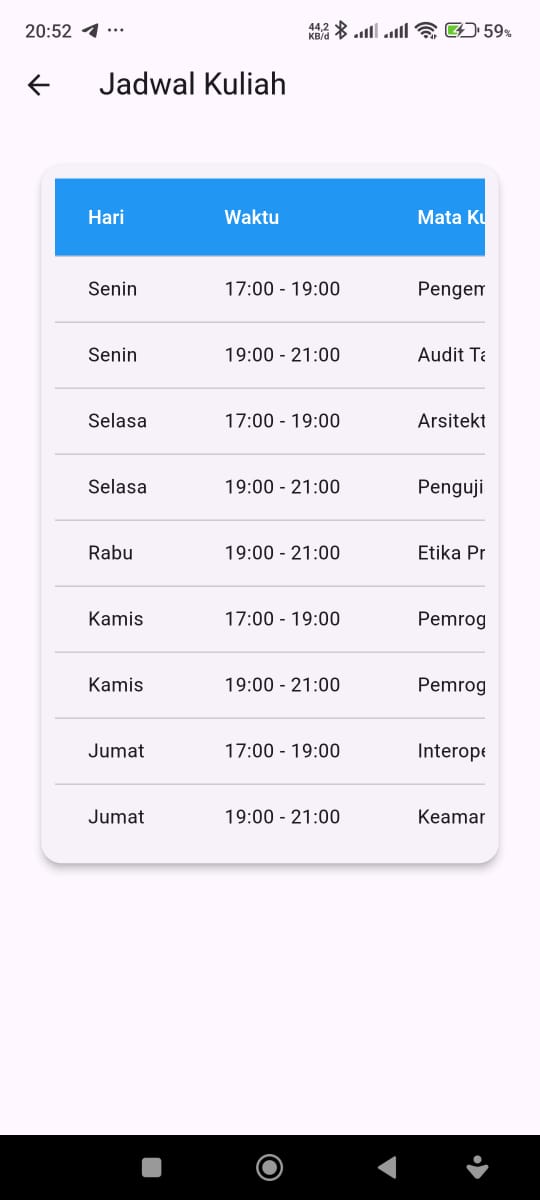 20:52 44,2 KB/d 59%
Jadwal Kuliah
Hari Waktu Mata Ku
Senin 17:00 - 19:00 Pengem
Senin 19:00 - 21:00 Audit Ta
Selasa 17:00 - 19:00 Arsitekt
Selasa 19:00 - 21:00 Penguji
Rabu 19:00 - 21:00 Etika Pr
Kamis 17:00 - 19:00 Pemrog
Kamis 19:00 - 21:00 Pemrog
Jumat 17:00 - 19:00 Interope
Jumat 19:00 - 21:00 Keaman